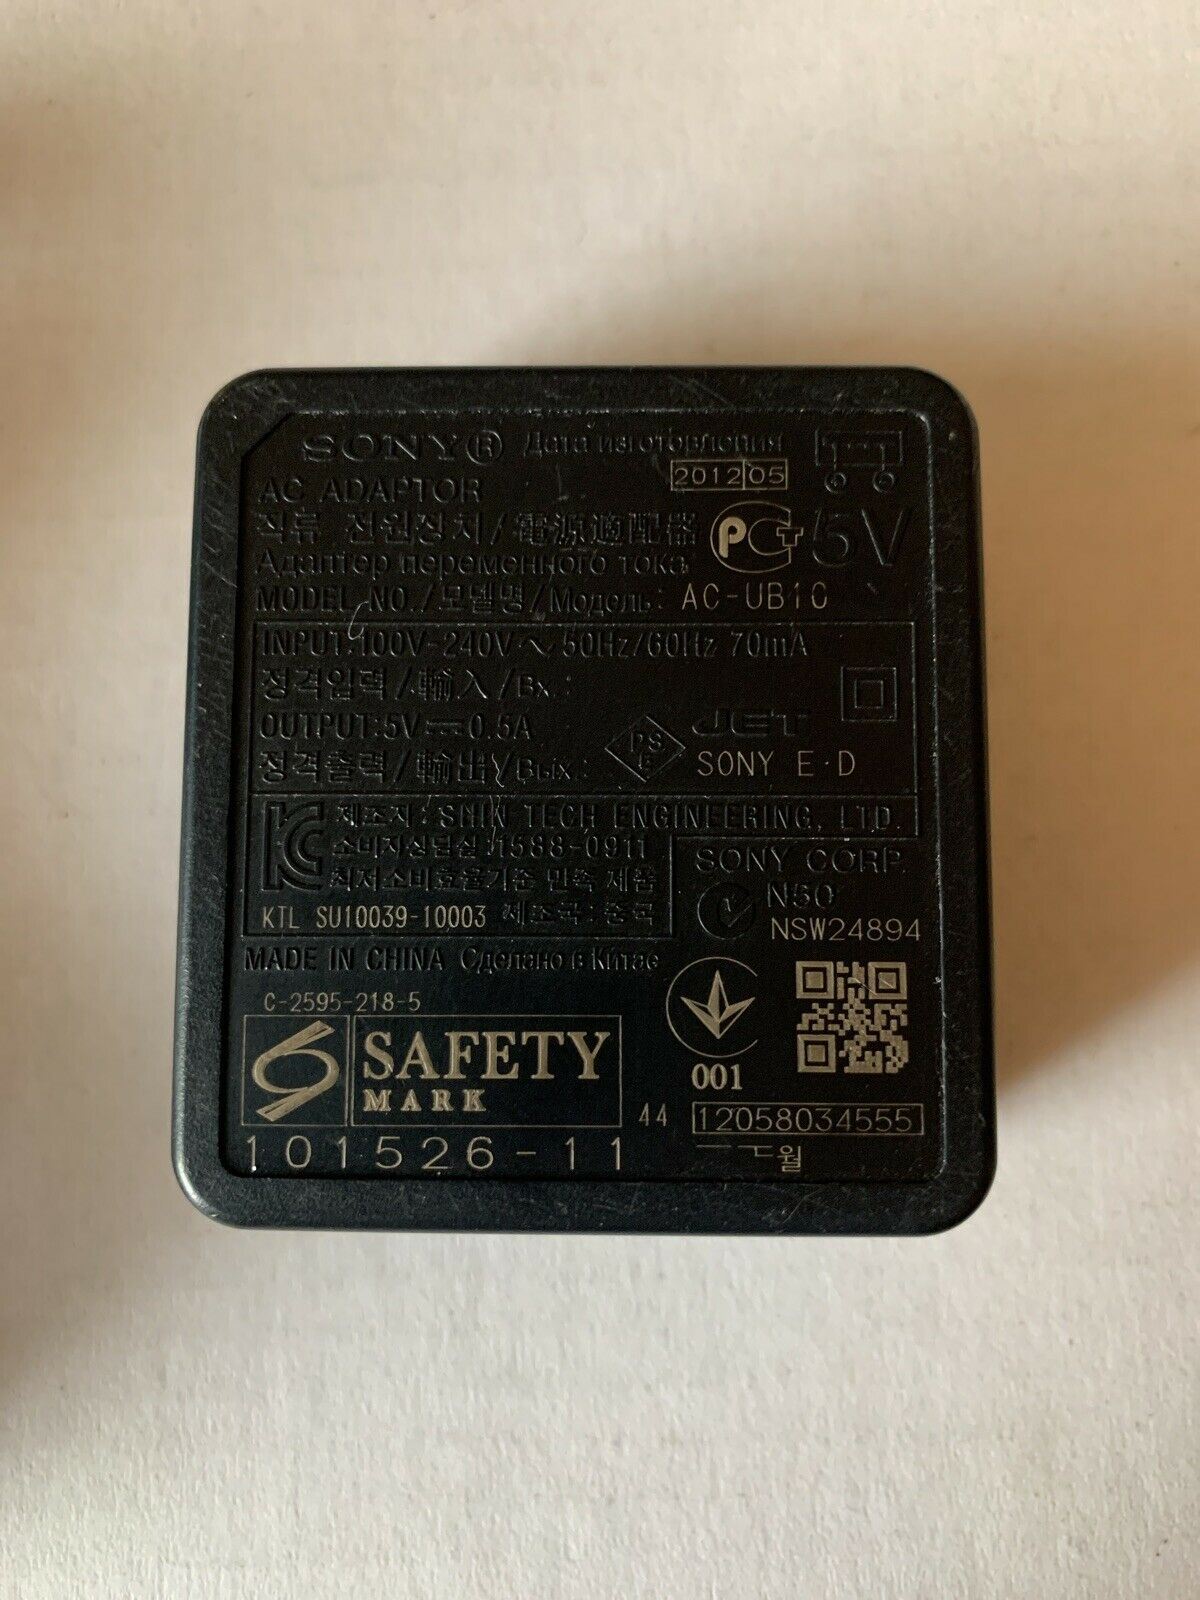 SONY® Дата изготовления
2012 05
AC ADAPTOR
직류 전원장치/電源適配器
PCT 5V
Адаптер переменного тока
MODEL NO./모델명/Модель: AC-UB10
INPUT:100V-240V~50Hz/60Hz 70mA
정격입력/輸入/Вх.:
OUTPUT:5V⎓0.5A
JET
정격출력/輸出/Вых.:
PS E
SONY E·D
제조자: SHIN TECH ENGINEERING, LTD.
소비자상담실:1588-0911
최저소비효율기준 만족 제품
KTL SU10039-10003 제조국:중국
SONY CORP.
N50
NSW24894
MADE IN CHINA Сделано в Китае
C-2595-218-5
SAFETY
MARK
101526-11
001
44 12058034555
월